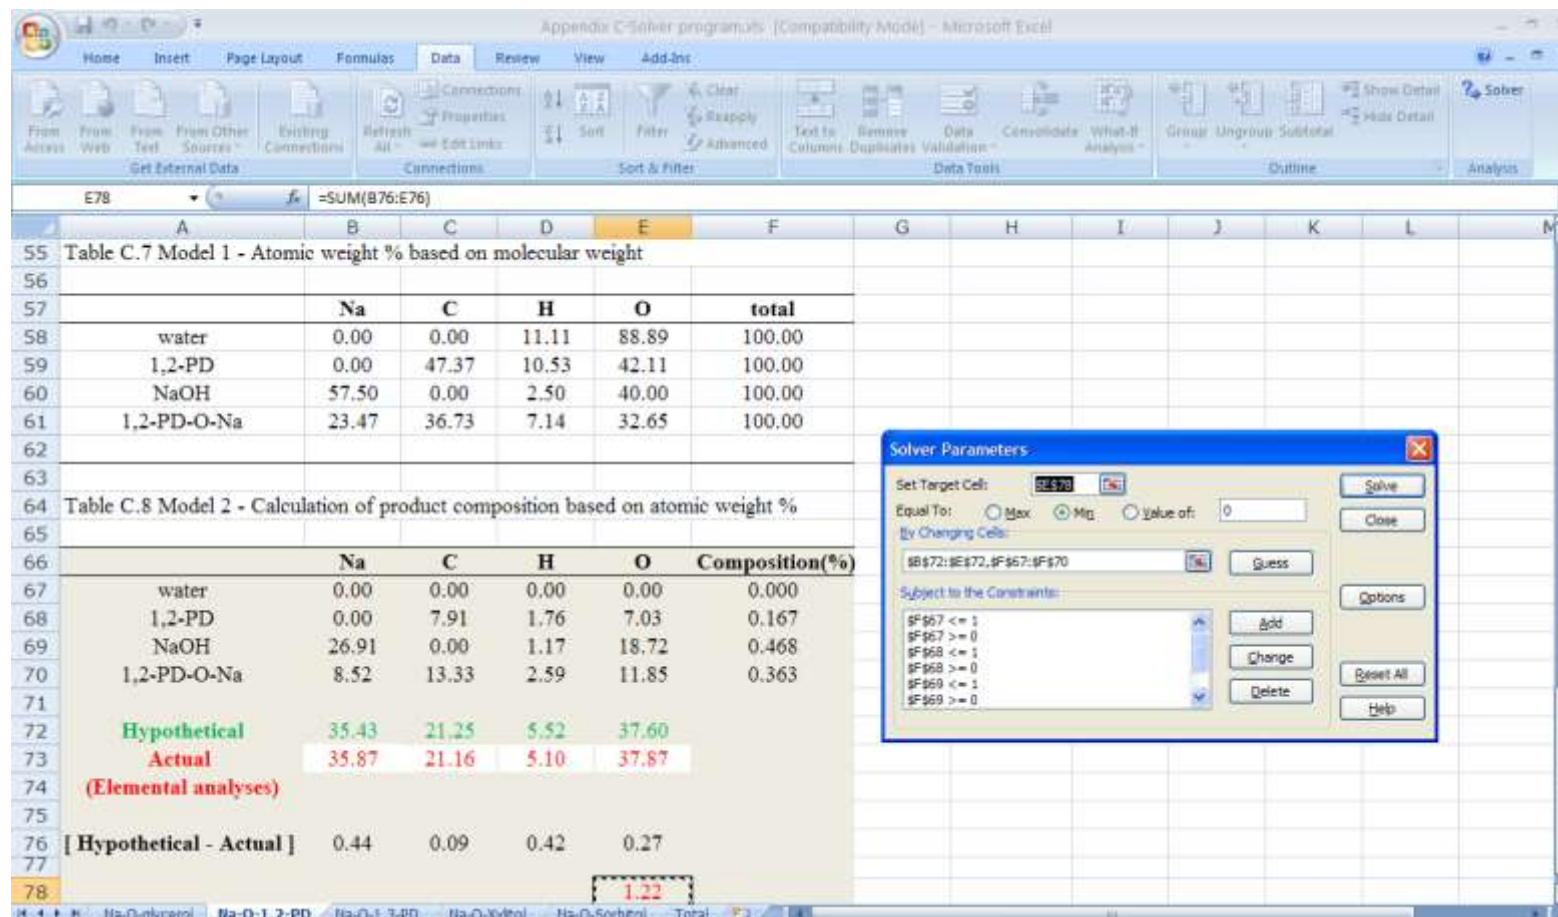 Appendix C-Solver program.xls [Compatibility Mode] - Microsoft Excel
Home Insert Page Layout Formulas Data Review View Add-Ins
From Access From Web From Text From Other Sources Existing Connections Refresh All Connections Properties Edit Links Sort Filter Clear Reapply Advanced Text to Columns Remove Duplicates Data Validation Consolidate What-If Analysis Group Ungroup Subtotal Show Detail Hide Detail Solver
Get External Data Connections Sort & Filter Data Tools Outline Analysis
E78 fx =SUM(B76:E76)
A B C D E F G H I J K L M
55 Table C.7 Model 1 - Atomic weight % based on molecular weight
56
57 Na C H O total
58 water 0.00 0.00 11.11 88.89 100.00
59 1,2-PD 0.00 47.37 10.53 42.11 100.00
60 NaOH 57.50 0.00 2.50 40.00 100.00
61 1,2-PD-O-Na 23.47 36.73 7.14 32.65 100.00
62
63
64 Table C.8 Model 2 - Calculation of product composition based on atomic weight %
65
66 Na C H O Composition(%)
67 water 0.00 0.00 0.00 0.00 0.000
68 1,2-PD 0.00 7.91 1.76 7.03 0.167
69 NaOH 26.91 0.00 1.17 18.72 0.468
70 1,2-PD-O-Na 8.52 13.33 2.59 11.85 0.363
71
72 Hypothetical 35.43 21.25 5.52 37.60
73 Actual 35.87 21.16 5.10 37.87
74 (Elemental analyses)
75
76 [ Hypothetical - Actual ] 0.44 0.09 0.42 0.27
77
78 1.22
Na-O-glycerol Na-O-1,2-PD Na-O-1,3-PD Na-O-Xylitol Na-O-Sorbitol Total
Solver Parameters
Set Target Cell: $E$78 Solve
Equal To: Max Min Value of: 0 Close
By Changing Cells:
$B$72:$E$72,$F$67:$F$70 Guess
Subject to the Constraints: Options
$F$67 <= 1 Add
$F$67 >= 0
$F$68 <= 1 Change
$F$68 >= 0 Reset All
$F$69 <= 1 Delete
$F$69 >= 0 Help